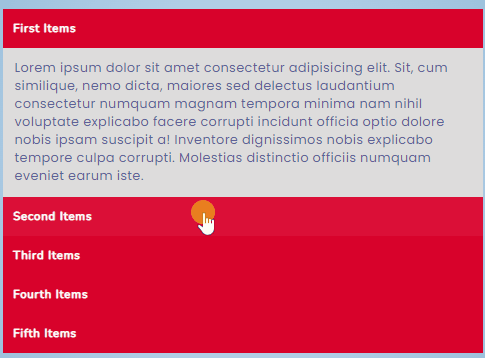 First Items
Lorem ipsum dolor sit amet consectetur adipisicing elit. Sit, cum
similique, nemo dicta, maiores sed delectus laudantium
consectetur numquam magnam tempora minima nam nihil
voluptate explicabo facere corrupti incidunt officia optio dolore
nobis ipsam suscipit a! Inventore dignissimos nobis explicabo
tempore culpa corrupti. Molestias distinctio officiis numquam
eveniet earum iste.
Second Items
Third Items
Fourth Items
Fifth Items